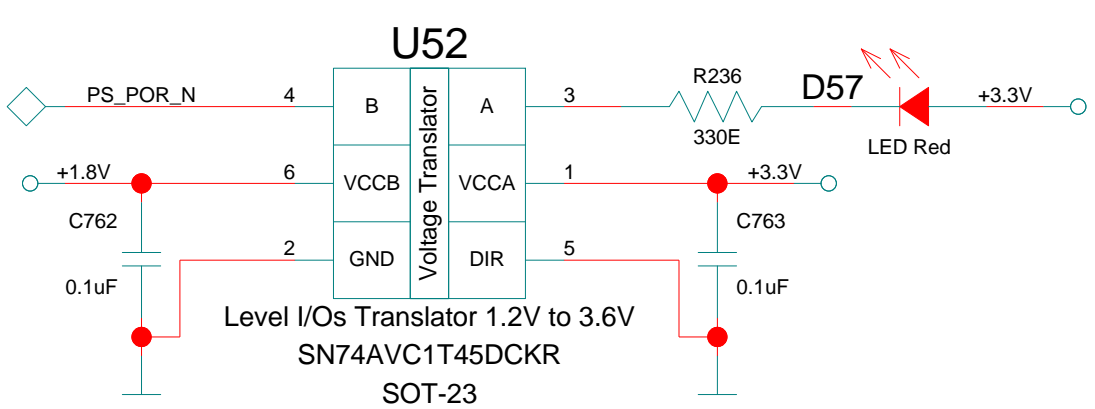 U52
PS_POR_N 4 B A 3 R236 330E D57 LED Red +3.3V
+1.8V 6 VCCB VCCA 1 +3.3V
Voltage Translator
C762 0.1uF 2 GND DIR 5 C763 0.1uF
Level I/Os Translator 1.2V to 3.6V
SN74AVC1T45DCKR
SOT-23